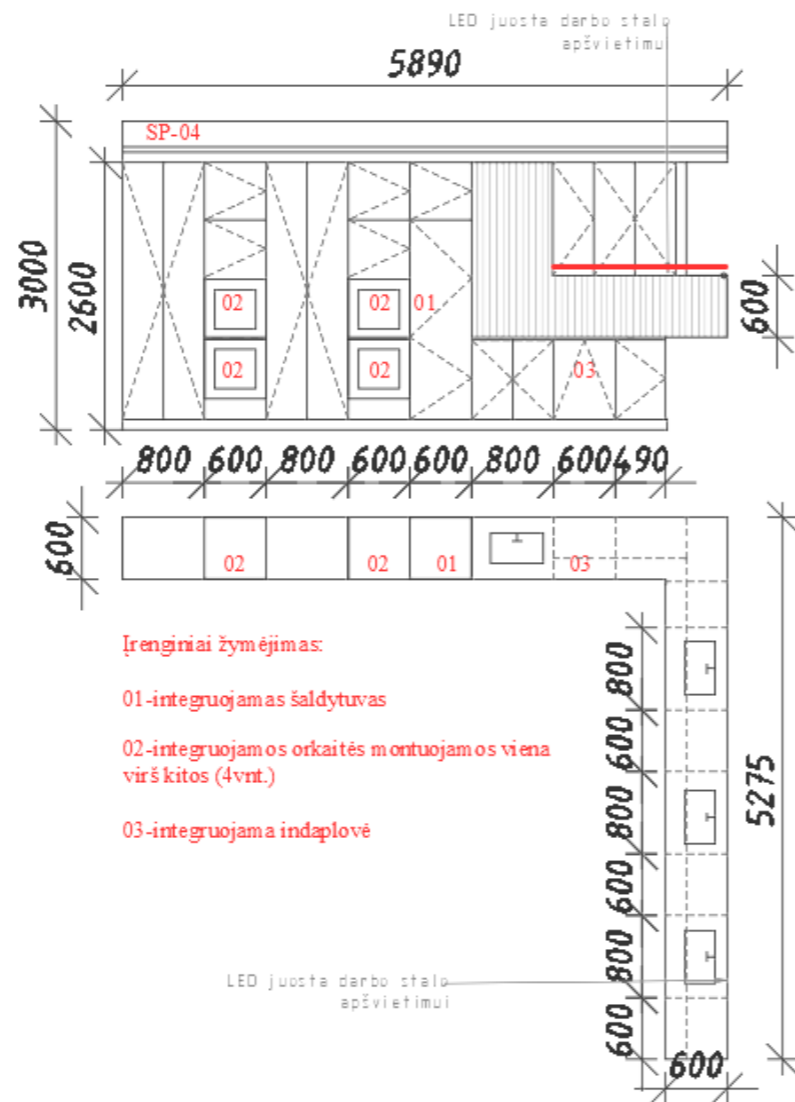 LED juosta darbo stalo
apšvietimui
5890
SP-04
3000
2600
02
02
01
600
02
02
03
800 600 800 600 600 800 600 490
600
02
02
01
03
Įrenginiai žymėjimas:
01-integruojamas šaldytuvas
02-integruojamos orkaitės montuojamos viena
virš kitos (4vnt.)
03-integruojama indaplovė
800
600
800
600
800
600
5275
LED juosta darbo stalo
apšvietimui
600